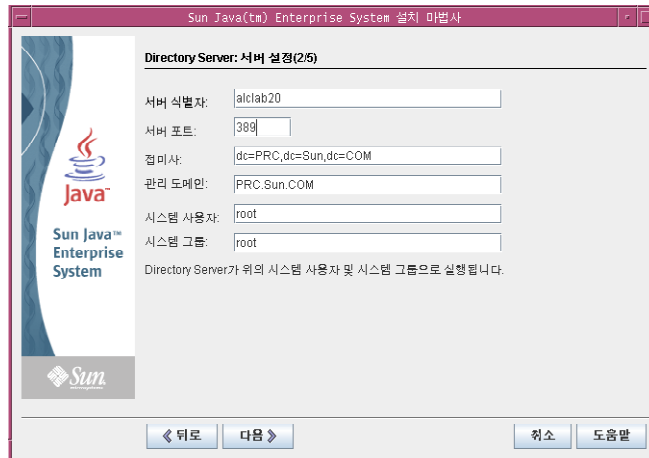 Sun Java(tm) Enterprise System 설치 마법사
Directory Server: 서버 설정(2/5)
서버 식별자: alclab20
서버 포트: 389
접미사: dc=PRC,dc=Sun,dc=COM
관리 도메인: PRC.Sun.COM
시스템 사용자: root
시스템 그룹: root
Directory Server가 위의 시스템 사용자 및 시스템 그룹으로 실행됩니다.
Java™
Sun Java™
Enterprise
System
Sun
뒤로 다음 취소 도움말